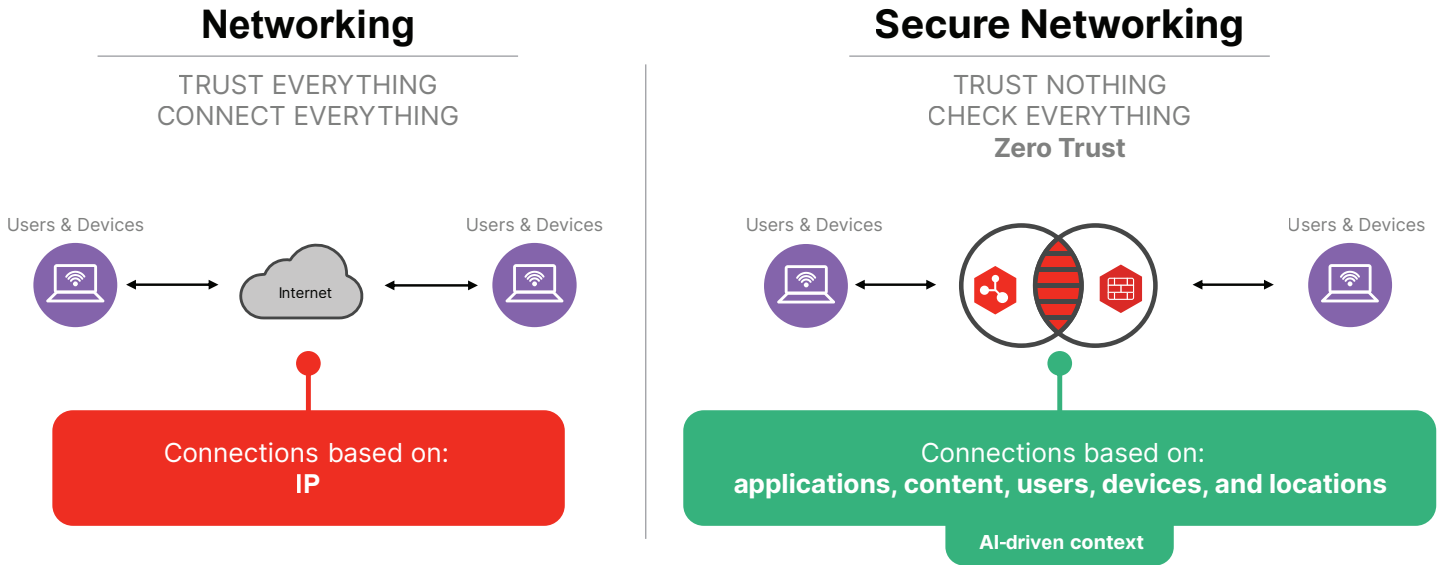 Networking
TRUST EVERYTHING
CONNECT EVERYTHING
Users & Devices
Internet
Users & Devices
Connections based on:
IP
Secure Networking
TRUST NOTHING
CHECK EVERYTHING
Zero Trust
Users & Devices
Users & Devices
Connections based on:
applications, content, users, devices, and locations
AI-driven context